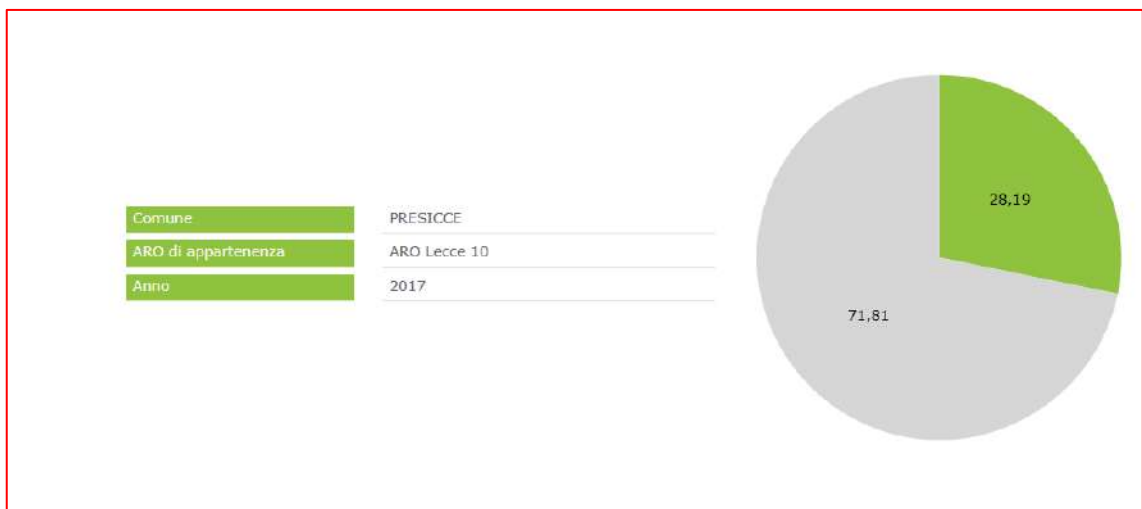 Comune PRESICCE
ARO di appartenenza ARO Lecce 10
Anno 2017
28,19
71,81